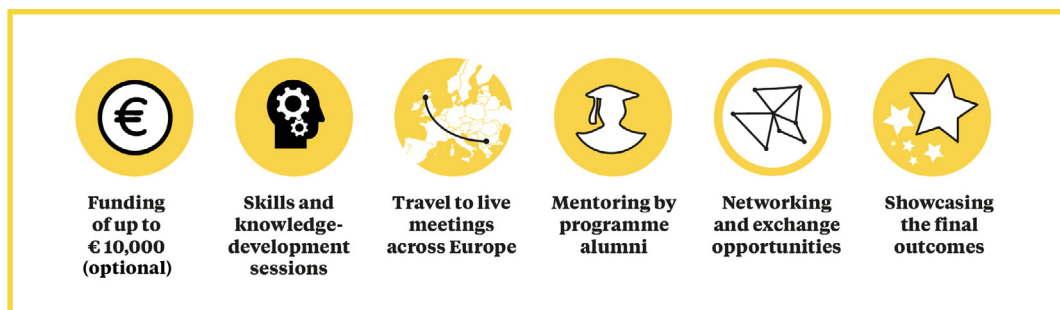 €
Funding
of up to
€ 10,000
(optional)
Skills and
knowledge-
development
sessions
Travel to live
meetings
across Europe
Mentoring by
programme
alumni
Networking
and exchange
opportunities
Showcasing
the final
outcomes